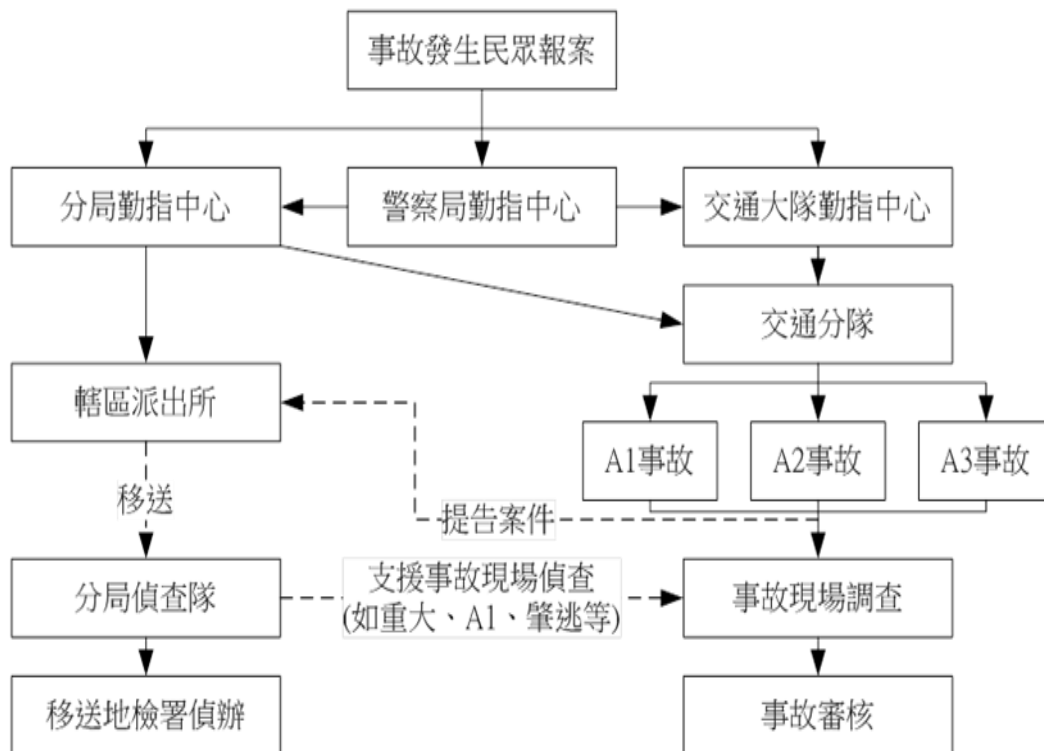 事故發生民眾報案
分局勤指中心
警察局勤指中心
交通大隊勤指中心
交通分隊
轄區派出所
A1事故
A2事故
A3事故
移送
提告案件
分局偵查隊
支援事故現場偵查
(如重大、A1、肇逃等)
事故現場調查
移送地檢署偵辦
事故審核